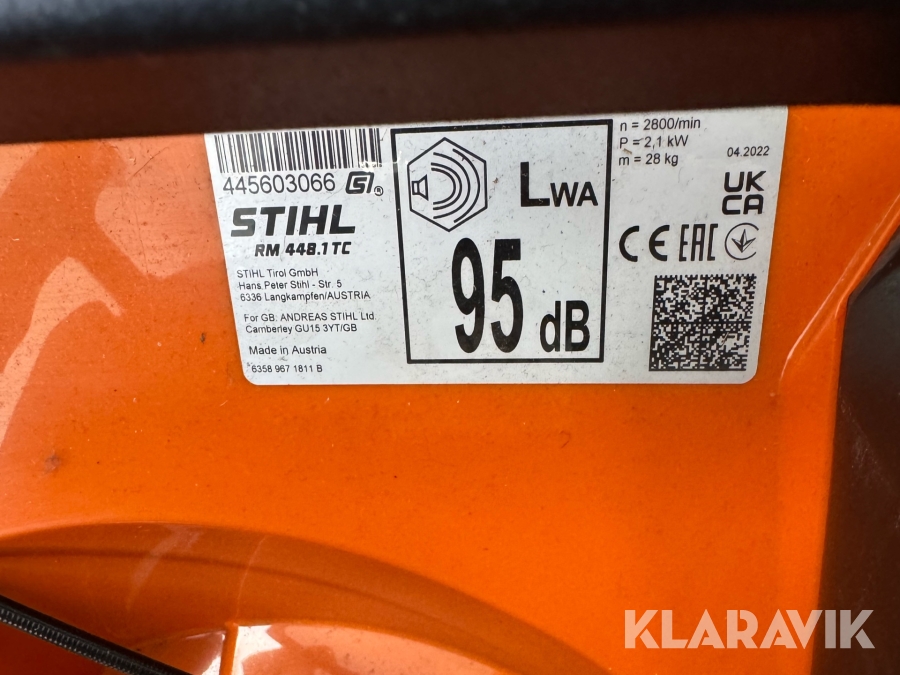 445603066 GI®
STIHL
RM 448.1 TC
STIHL Tirol GmbH
Hans Peter Stihl - Str. 5
6336 Langkampfen/AUSTRIA
For GB: ANDREAS STIHL Ltd.
Camberley GU15 3YT/GB
Made in Austria
6358 967 1811 B
LWA
95 dB
n = 2800/min
P = 2,1 kW
m = 28 kg
04.2022
UK
CA
CE EAC
KLARAVIK